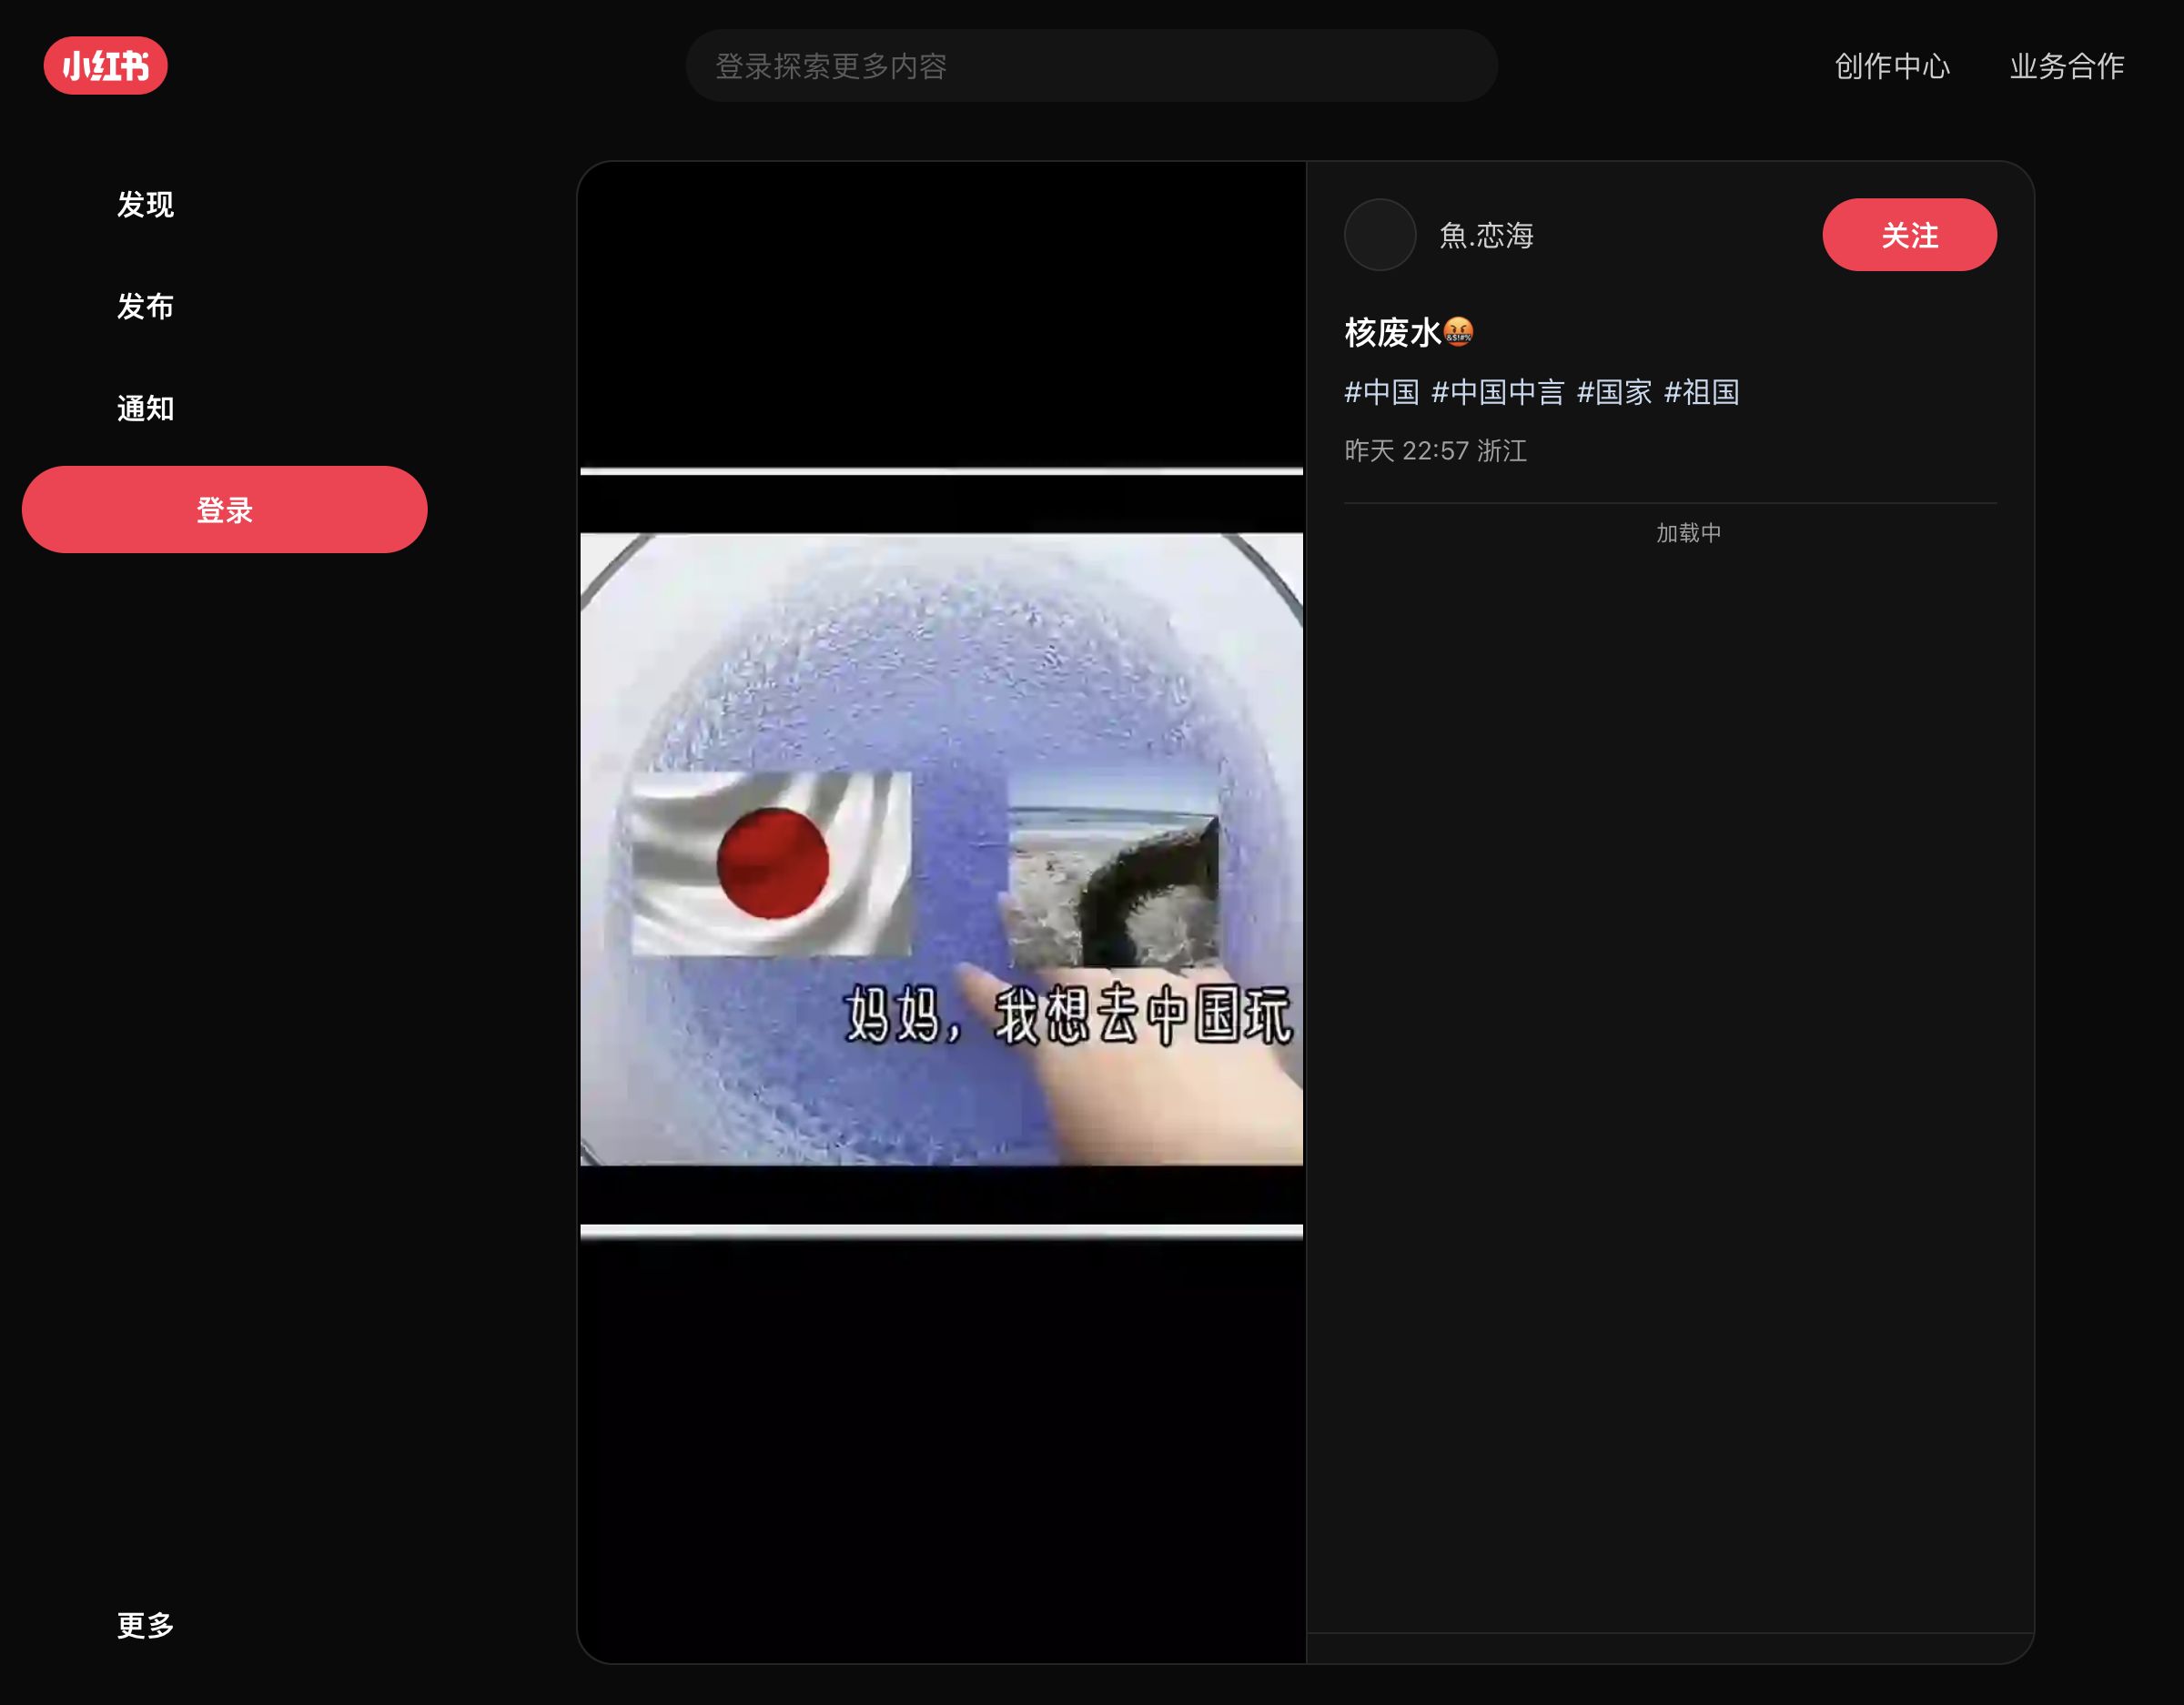 小红书
登录探索更多内容
创作中心
业务合作
发现
发布
通知
登录
更多
妈妈，我想去中国玩
魚.恋海
关注
核废水🤬
#中国 #中国中言 #国家 #祖国
昨天 22:57 浙江
加载中